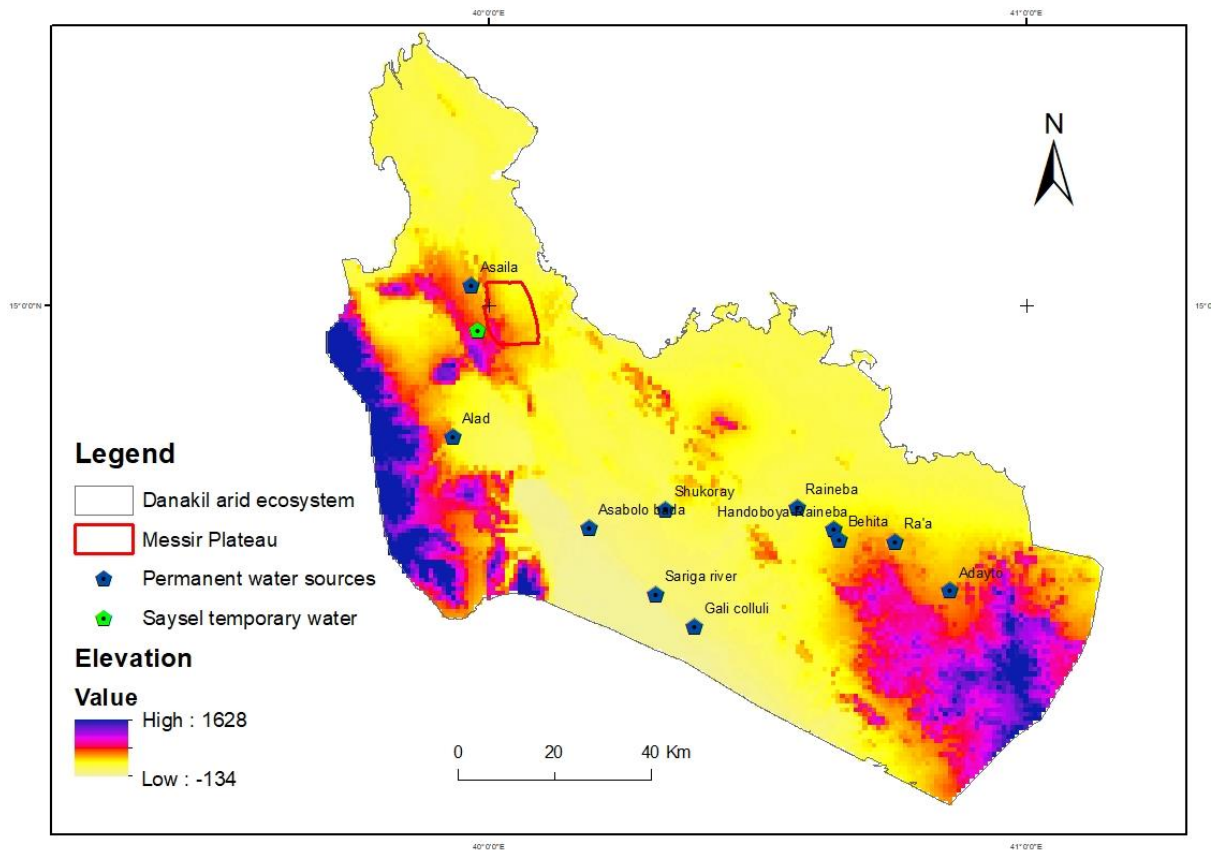 40°0'0"E
41°0'0"E
N
15°0'0"N
15°0
Asaila
Alad
Shukoray
Raineba
Asabolo bada
Handoboya Raineba
Behita
Ra'a
Sariga river
Adayto
Gali colluli
Legend
Danakil arid ecosystem
Messir Plateau
Permanent water sources
Saysel temporary water
Elevation
Value
High : 1628
Low : -134
0 20 40 Km
40°0'0"E
41°0'0"E